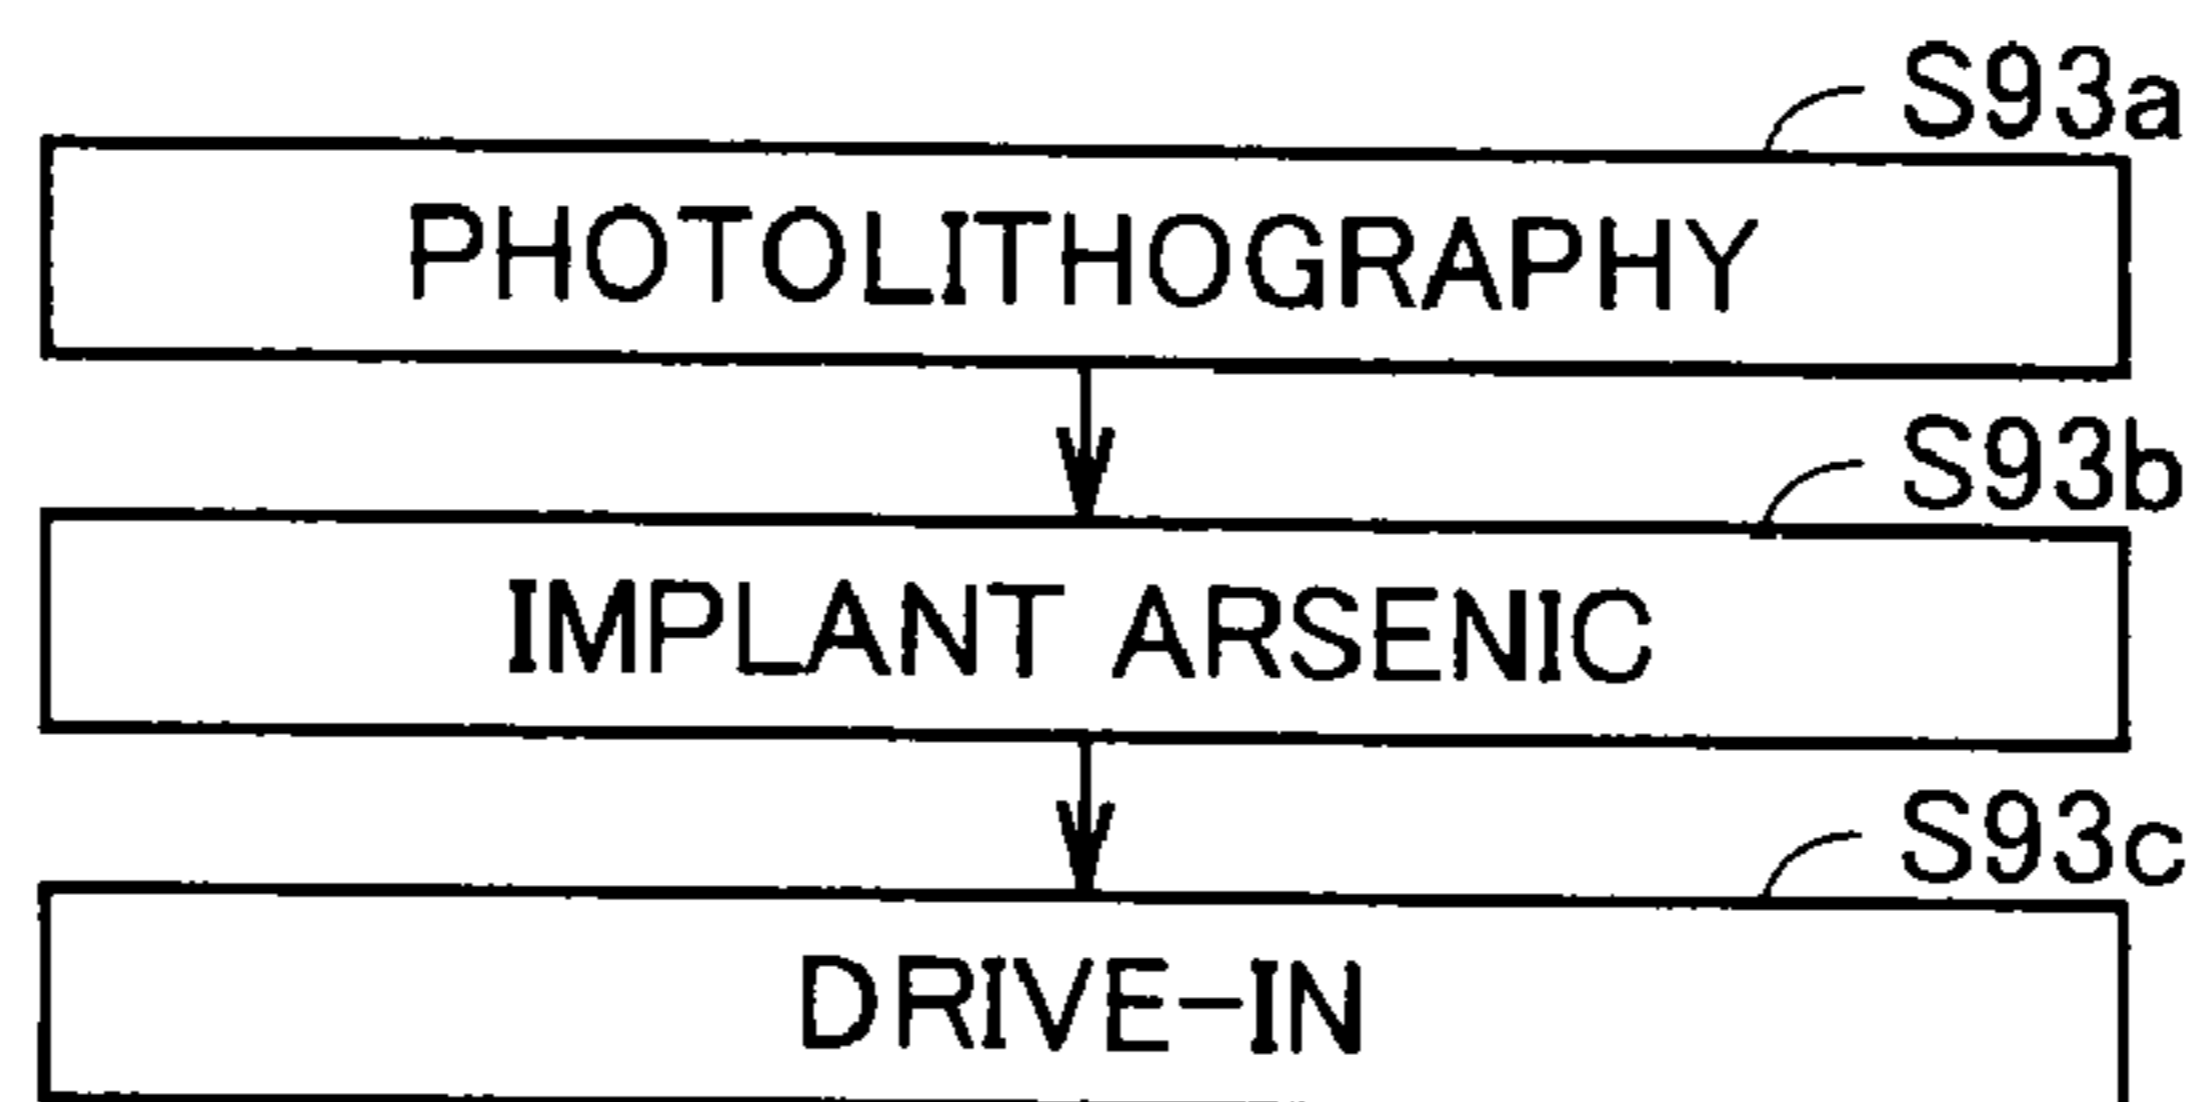 S93a
PHOTOLITHOGRAPHY
S93b
IMPLANT ARSENIC
S93c
DRIVE-IN